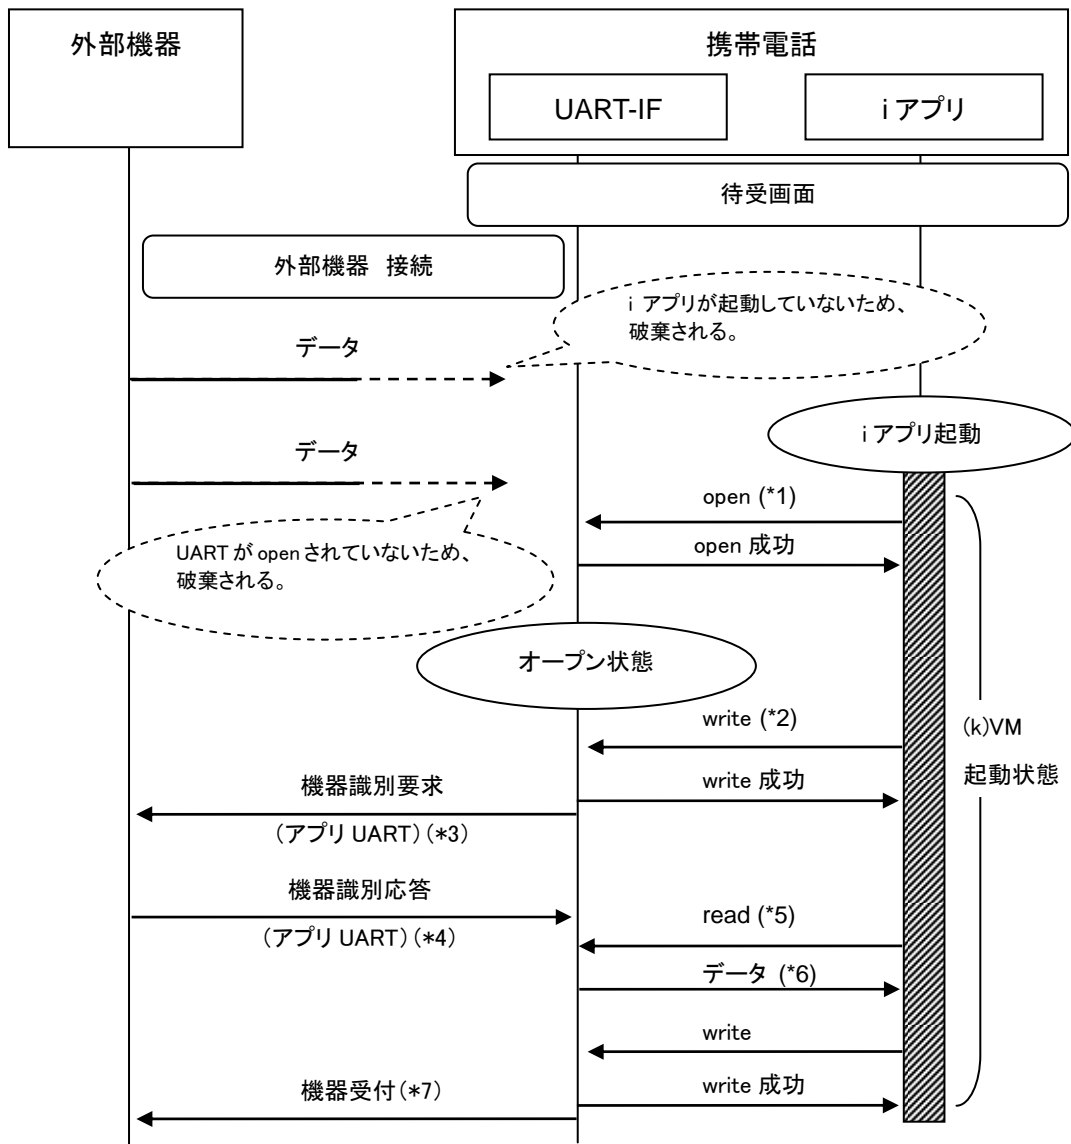 外部機器
携帯電話
UART-IF
i アプリ
待受画面
外部機器 接続
i アプリが起動していないため、
破棄される。
データ
i アプリ起動
データ
open (*1)
open 成功
UART が open されていないため、
破棄される。
オープン状態
write (*2)
(k)VM
起動状態
機器識別要求
write 成功
(アプリ UART) (*3)
機器識別応答
read (*5)
(アプリ UART) (*4)
データ (*6)
write
機器受付(*7)
write 成功